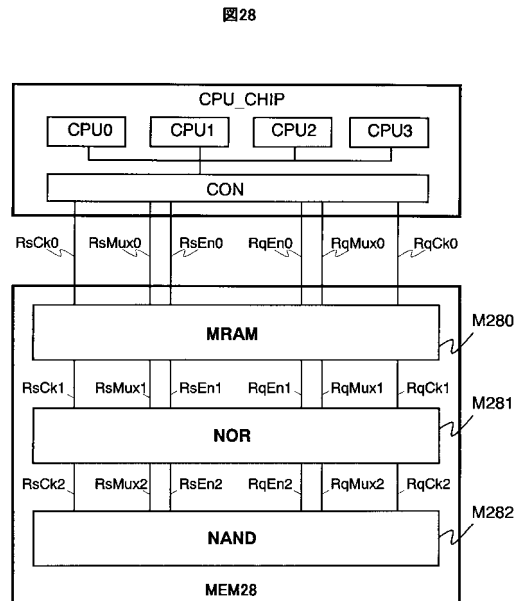 図28
CPU_CHIP
CPU0 CPU1 CPU2 CPU3
CON
RsCk0 RsMux0 RsEn0 RqEn0 RqMux0 RqCk0
MRAM
M280
RsCk1 RsMux1 RsEn1 RqEn1 RqMux1 RqCk1
M281
NOR
RsCk2 RsMux2 RsEn2 RqEn2 RqMux2 RqCk2
M282
NAND
MEM28